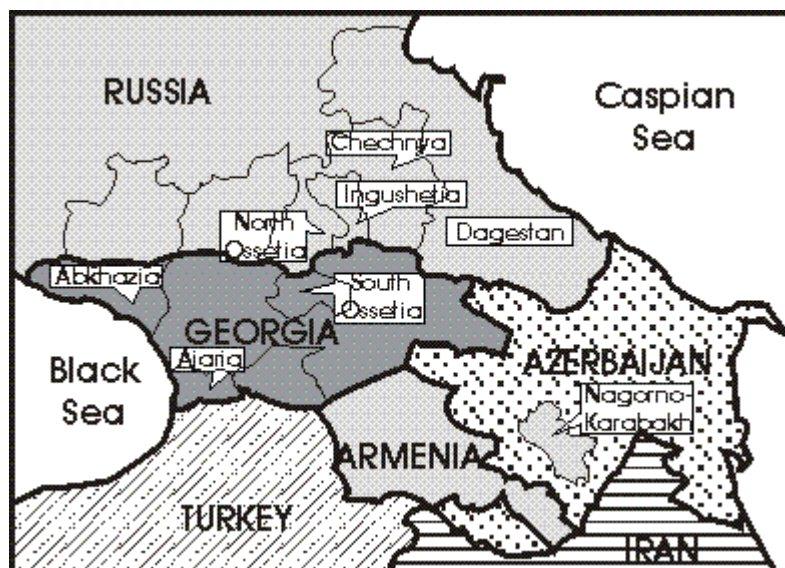 RUSSIA
Caspian
Sea
Chechnya
Ingushetia
North
Ossetia
Dagestan
Abkhazia
South
Ossetia
GEORGIA
Ajaria
Black
Sea
AZERBAIJAN
Nagorno-
Karabakh
ARMENIA
TURKEY
IRAN